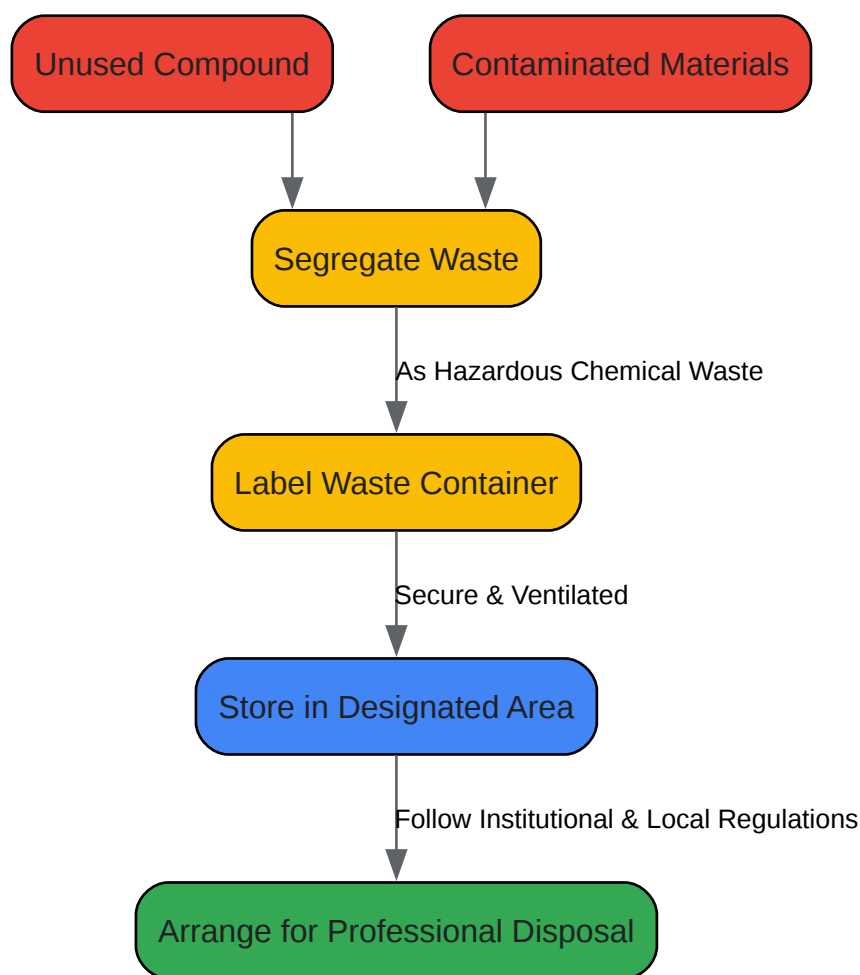 Unused Compound
Contaminated Materials
Segregate Waste
As Hazardous Chemical Waste
Label Waste Container
Secure & Ventilated
Store in Designated Area
Follow Institutional & Local Regulations
Arrange for Professional Disposal